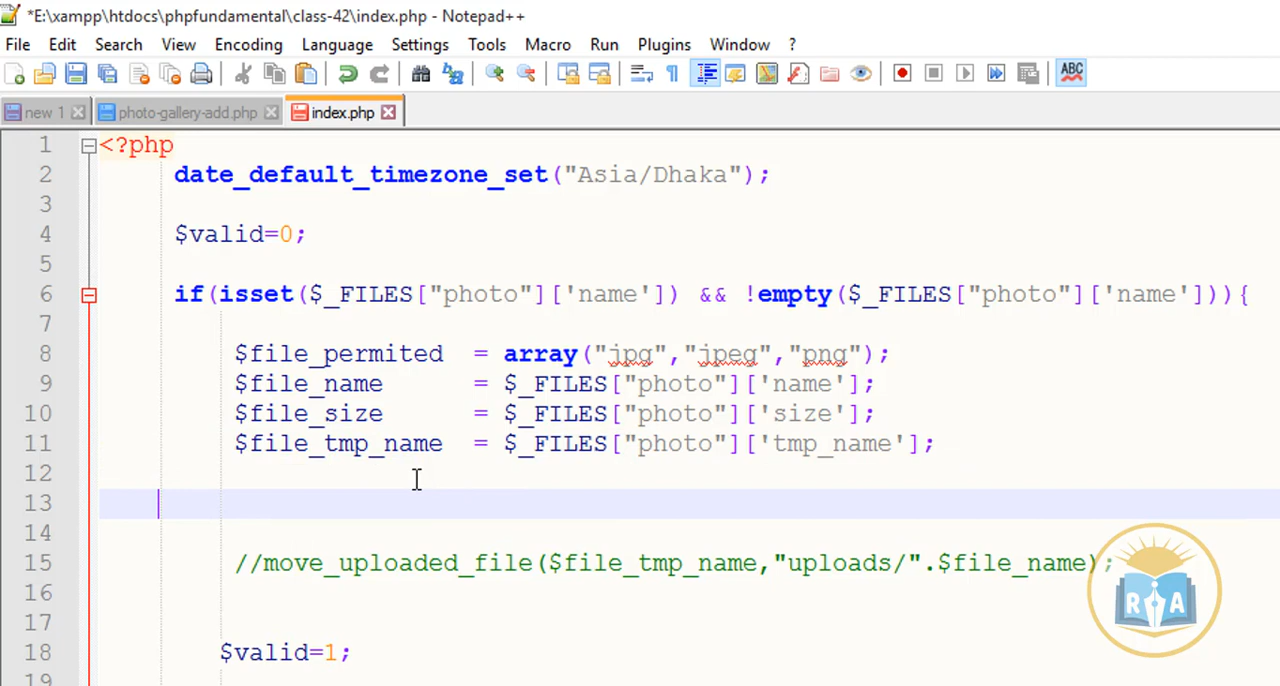 *E:\xampp\htdocs\phpfundamental\class-42\index.php - Notepad++
File Edit Search View Encoding Language Settings Tools Macro Run Plugins Window ?
ABC
new 1 photo-gallery-add.php index.php
1 <?php
2 date_default_timezone_set("Asia/Dhaka");
3
4 $valid=0;
5
6 if(isset($_FILES["photo"]['name']) && !empty($_FILES["photo"]['name'])){
7
8 $file_permited = array("jpg","jpeg","png");
9 $file_name = $_FILES["photo"]['name'];
10 $file_size = $_FILES["photo"]['size'];
11 $file_tmp_name = $_FILES["photo"]['tmp_name'];
12
13
14
15 //move_uploaded_file($file_tmp_name,"uploads/".$file_name);
16
17
18 $valid=1;
19
R A